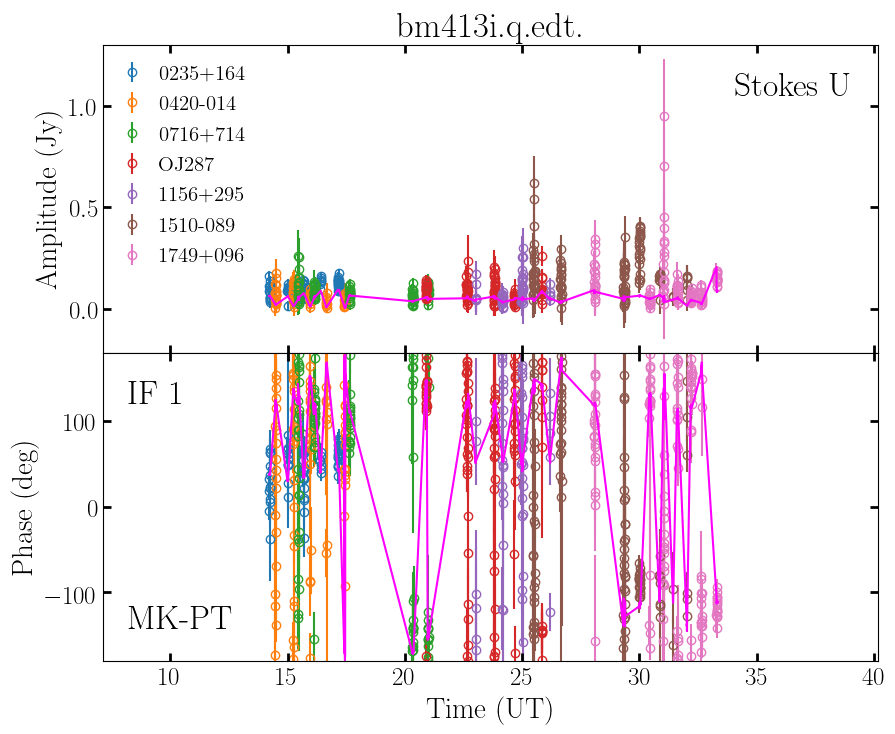 bm413i.q.edt.
Stokes U
0235+164
0420-014
0716+714
OJ287
1156+295
1510-089
1749+096
Amplitude (Jy)
1.0
0.5
0.0
IF 1
MK-PT
Phase (deg)
100
0
−100
10 15 20 25 30 35 40
Time (UT)